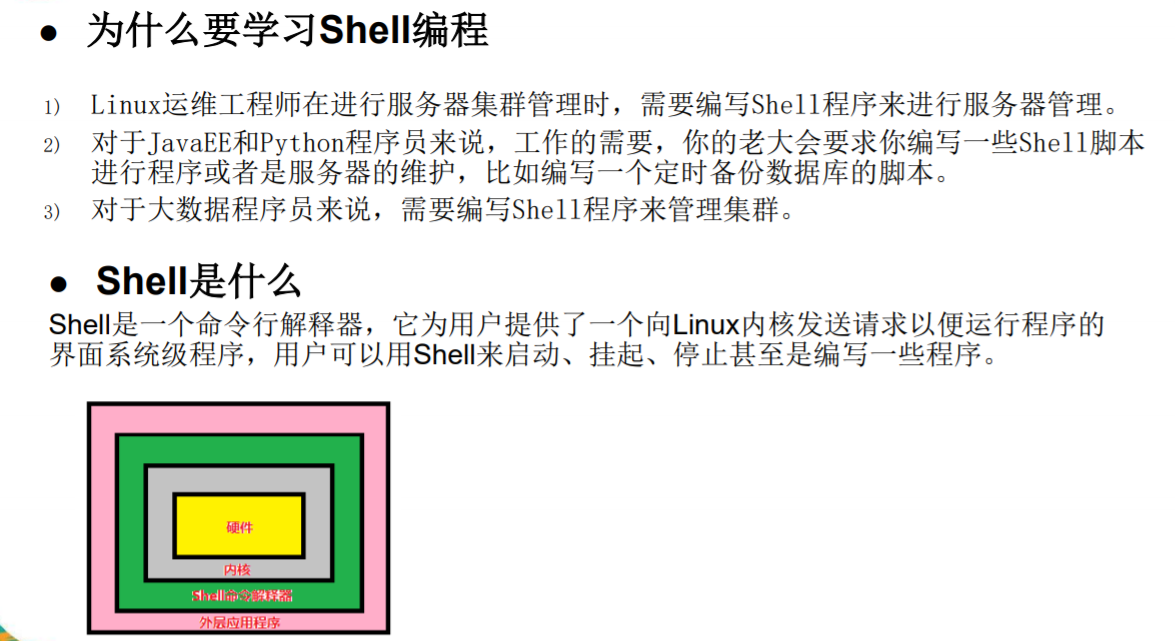 ● 为什么要学习Shell编程
1) Linux运维工程师在进行服务器集群管理时，需要编写Shell程序来进行服务器管理。
2) 对于JavaEE和Python程序员来说，工作的需要，你的老大会要求你编写一些Shell脚本
进行程序或者是服务器的维护，比如编写一个定时备份数据库的脚本。
3) 对于大数据程序员来说，需要编写Shell程序来管理集群。
● Shell是什么
Shell是一个命令行解释器，它为用户提供了一个向Linux内核发送请求以便运行程序的
界面系统级程序，用户可以用Shell来启动、挂起、停止甚至是编写一些程序。
硬件
内核
Shell命令解释器
外层应用程序